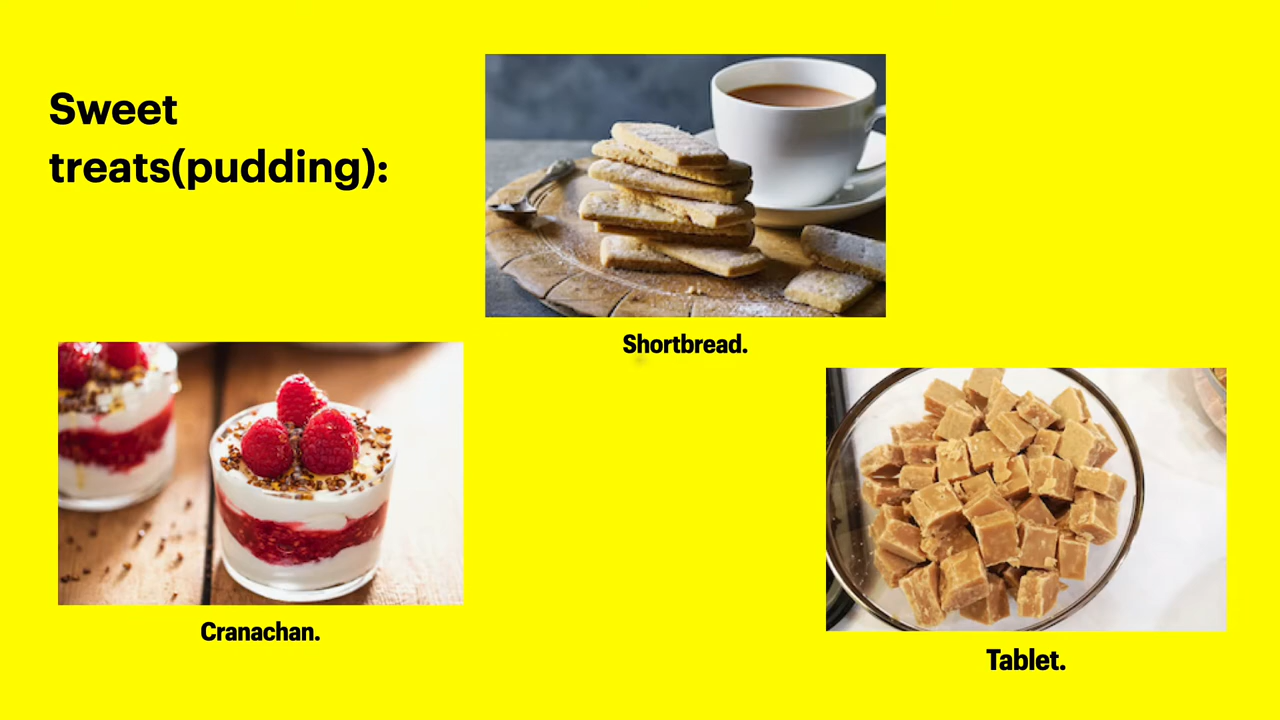 Sweet
treats(pudding):
Shortbread.
Cranachan.
Tablet.